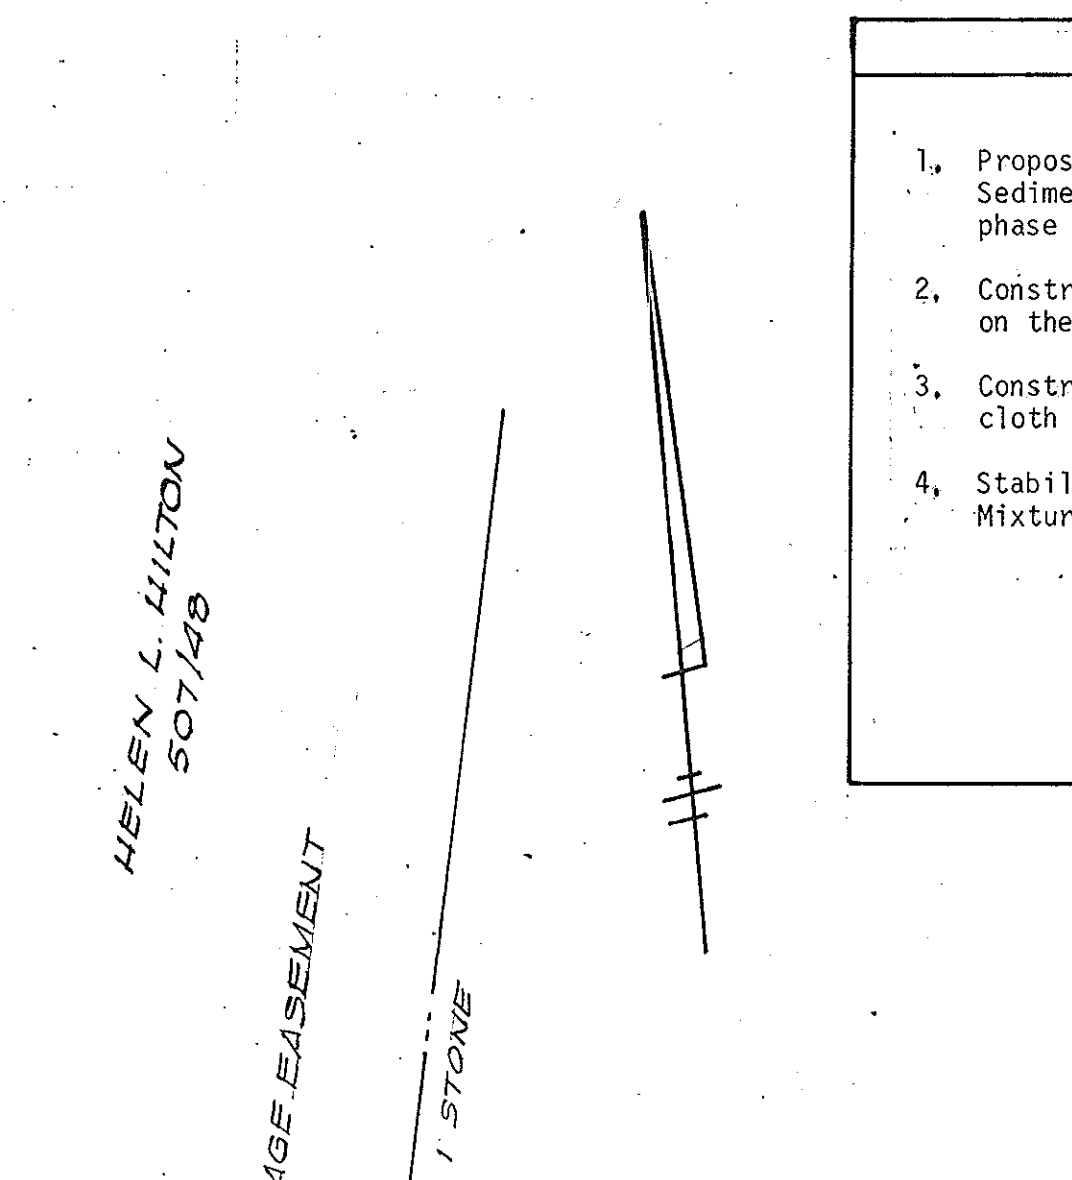 HELEN L. HILTON
507/48
AGE EASEMENT
1 STONE
1. Propos
Sedime
phase
2. Constr
on the
3. Constr
cloth
4. Stabil
Mixtur